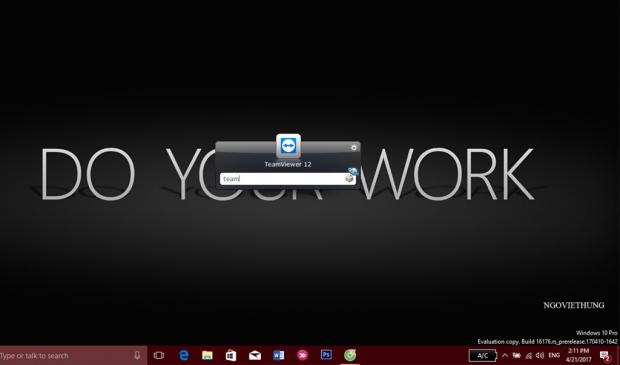 DO YOUR WORK
TeamViewer 12
team
NGOVIETHUNG
Windows 10 Pro
Evaluation copy. Build 16176.rs_prerelease.170410-1642
Type or talk to search
A/C
ENG
2:11 PM
4/21/2017
2